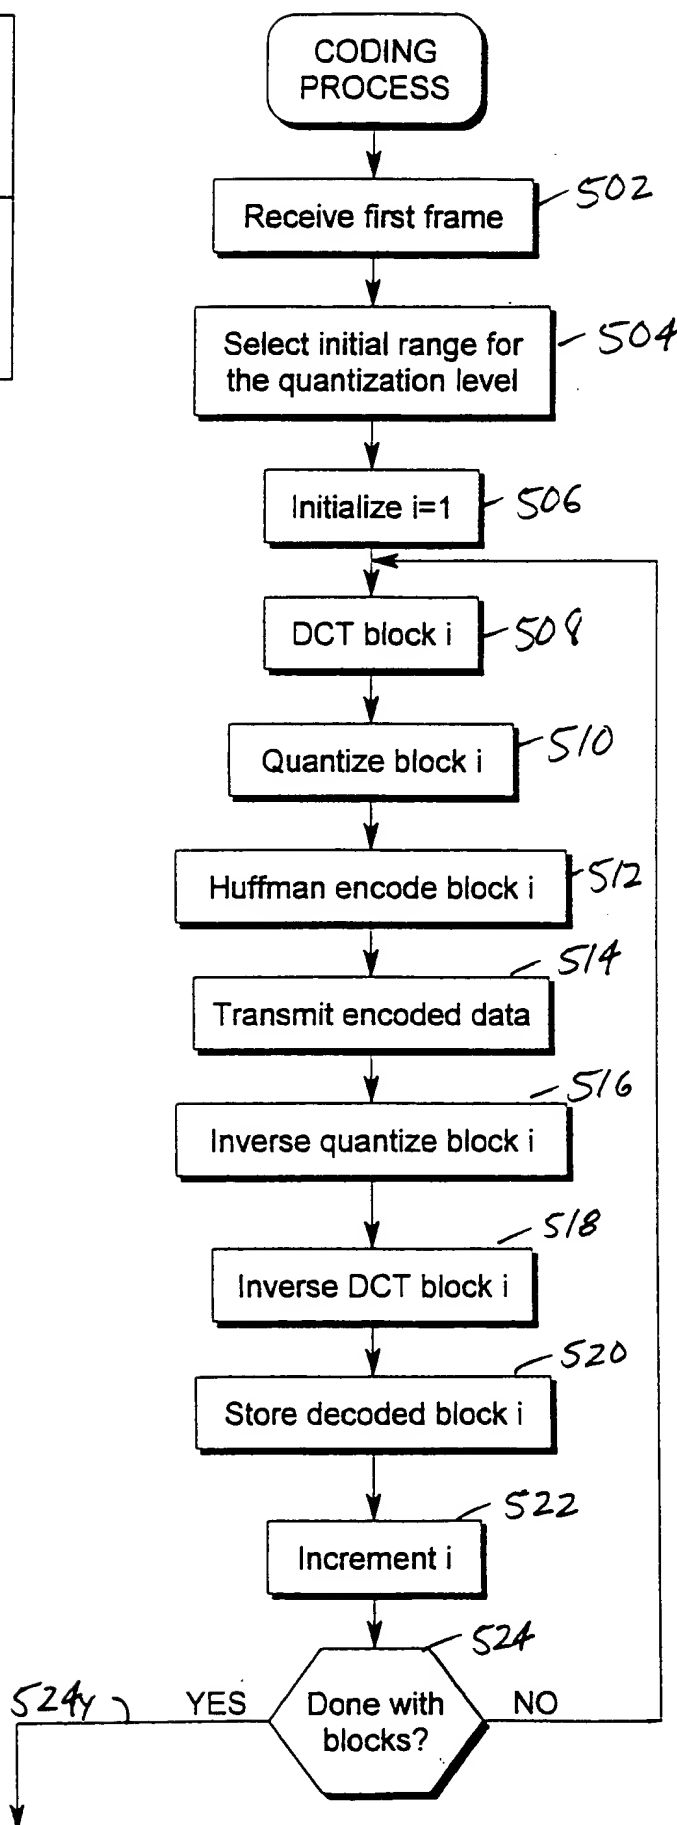 CODING
PROCESS
Receive first frame
502
Select initial range for
the quantization level
504
Initialize i=1
506
DCT block i
508
Quantize block i
510
Huffman encode block i
512
514
Transmit encoded data
516
Inverse quantize block i
518
Inverse DCT block i
520
Store decoded block i
522
Increment i
524
524y
YES
Done with
blocks?
NO